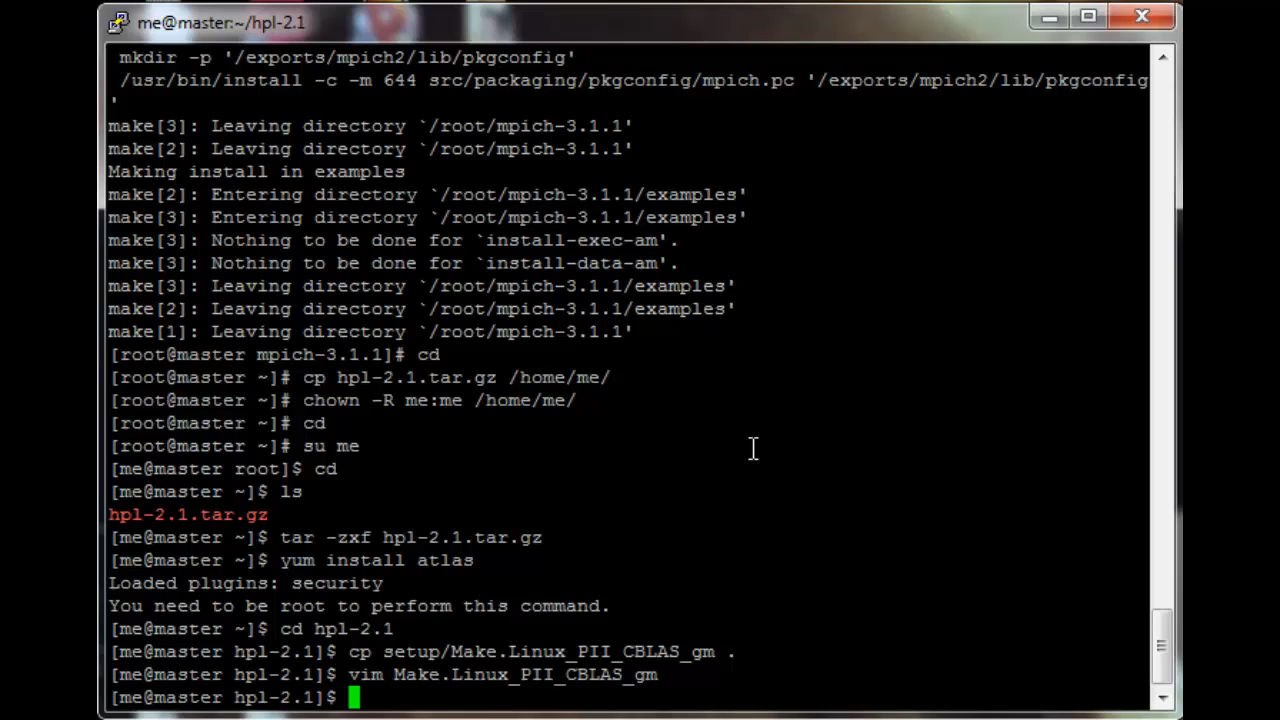 me@master:~/hpl-2.1
mkdir -p '/exports/mpich2/lib/pkgconfig'
/usr/bin/install -c -m 644 src/packaging/pkgconfig/mpich.pc '/exports/mpich2/lib/pkgconfig
'
make[3]: Leaving directory `/root/mpich-3.1.1'
make[2]: Leaving directory `/root/mpich-3.1.1'
Making install in examples
make[2]: Entering directory `/root/mpich-3.1.1/examples'
make[3]: Entering directory `/root/mpich-3.1.1/examples'
make[3]: Nothing to be done for `install-exec-am'.
make[3]: Nothing to be done for `install-data-am'.
make[3]: Leaving directory `/root/mpich-3.1.1/examples'
make[2]: Leaving directory `/root/mpich-3.1.1/examples'
make[1]: Leaving directory `/root/mpich-3.1.1'
[root@master mpich-3.1.1]# cd
[root@master ~]# cp hpl-2.1.tar.gz /home/me/
[root@master ~]# chown -R me:me /home/me/
[root@master ~]# cd
[root@master ~]# su me
[me@master root]$ cd
[me@master ~]$ ls
hpl-2.1.tar.gz
[me@master ~]$ tar -zxf hpl-2.1.tar.gz
[me@master ~]$ yum install atlas
Loaded plugins: security
You need to be root to perform this command.
[me@master ~]$ cd hpl-2.1
[me@master hpl-2.1]$ cp setup/Make.Linux_PII_CBLAS_gm .
[me@master hpl-2.1]$ vim Make.Linux_PII_CBLAS_gm
[me@master hpl-2.1]$